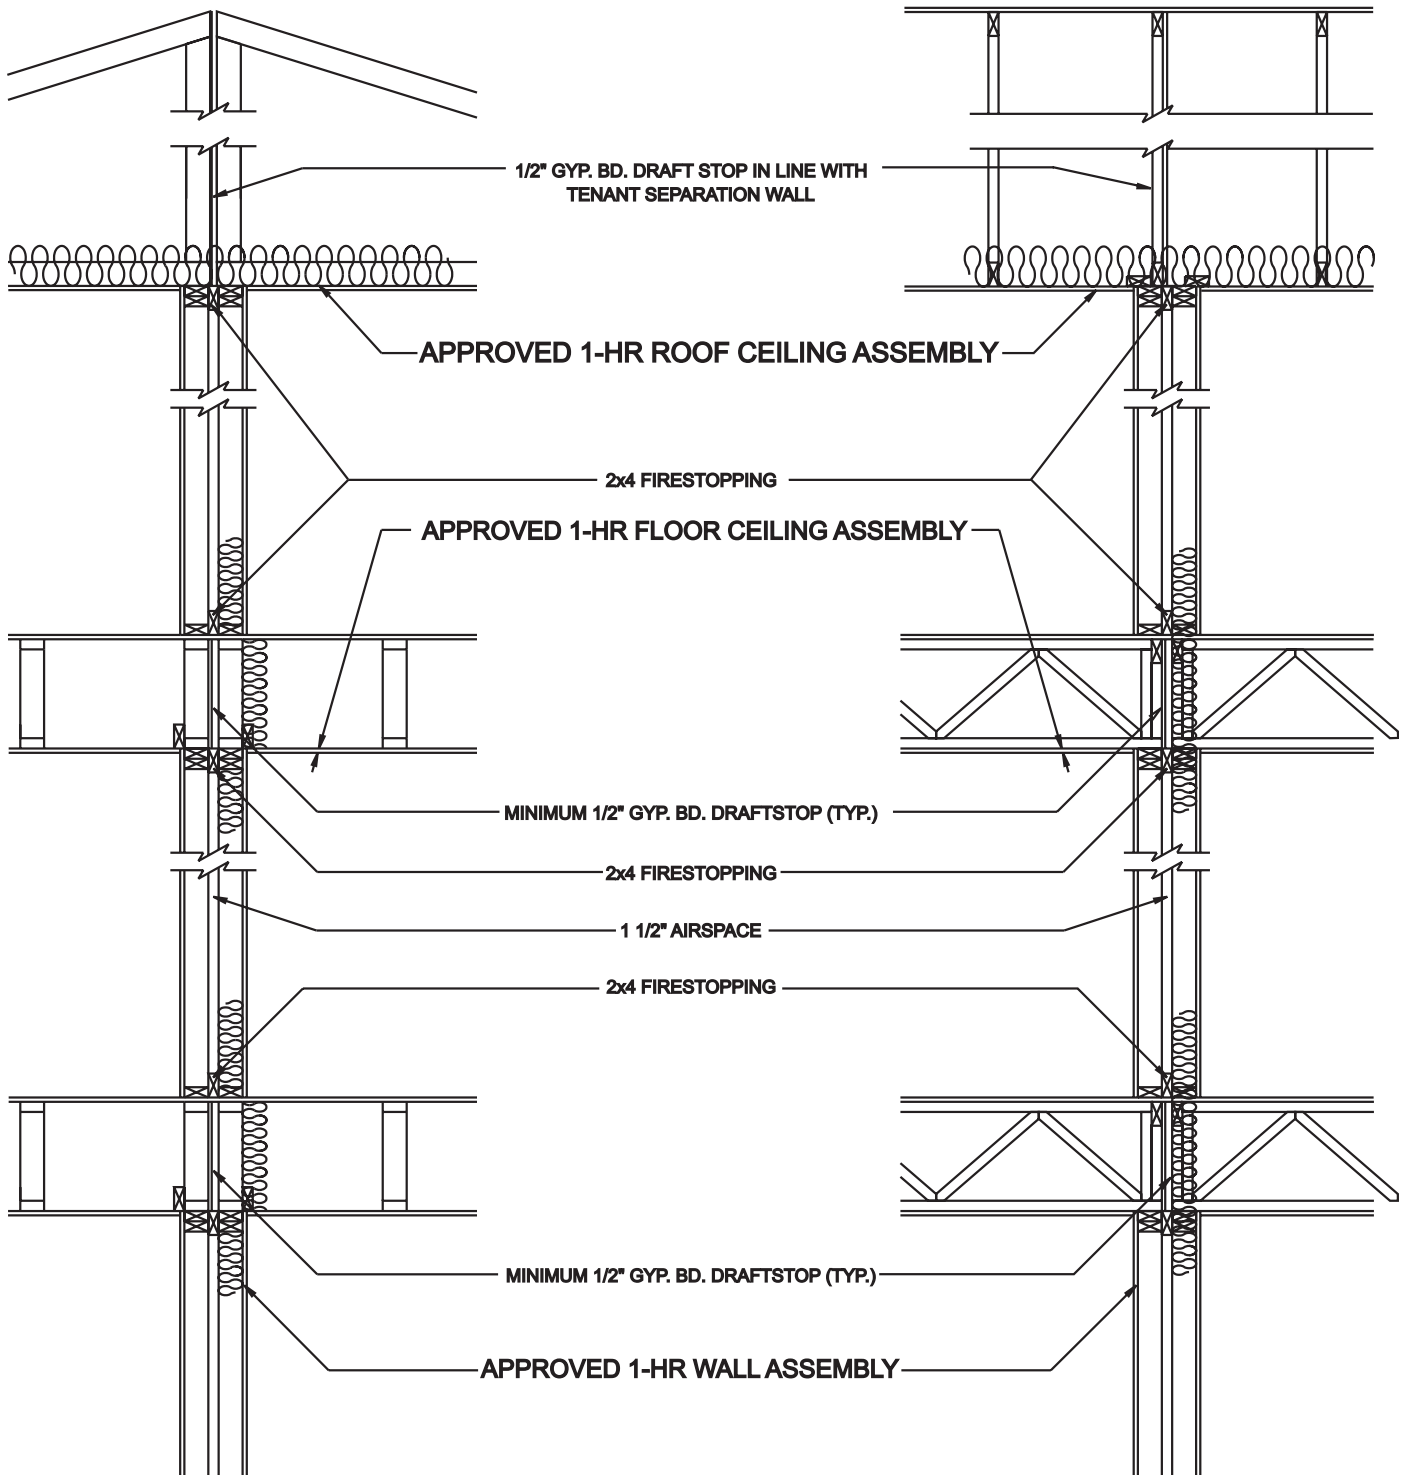 1/2" GYP. BD. DRAFT STOP IN LINE WITH
TENANT SEPARATION WALL
APPROVED 1-HR ROOF CEILING ASSEMBLY
2x4 FIRESTOPPING
APPROVED 1-HR FLOOR CEILING ASSEMBLY
MINIMUM 1/2" GYP. BD. DRAFTSTOP (TYP.)
2x4 FIRESTOPPING
1 1/2" AIRSPACE
2x4 FIRESTOPPING
MINIMUM 1/2" GYP. BD. DRAFTSTOP (TYP.)
APPROVED 1-HR WALL ASSEMBLY